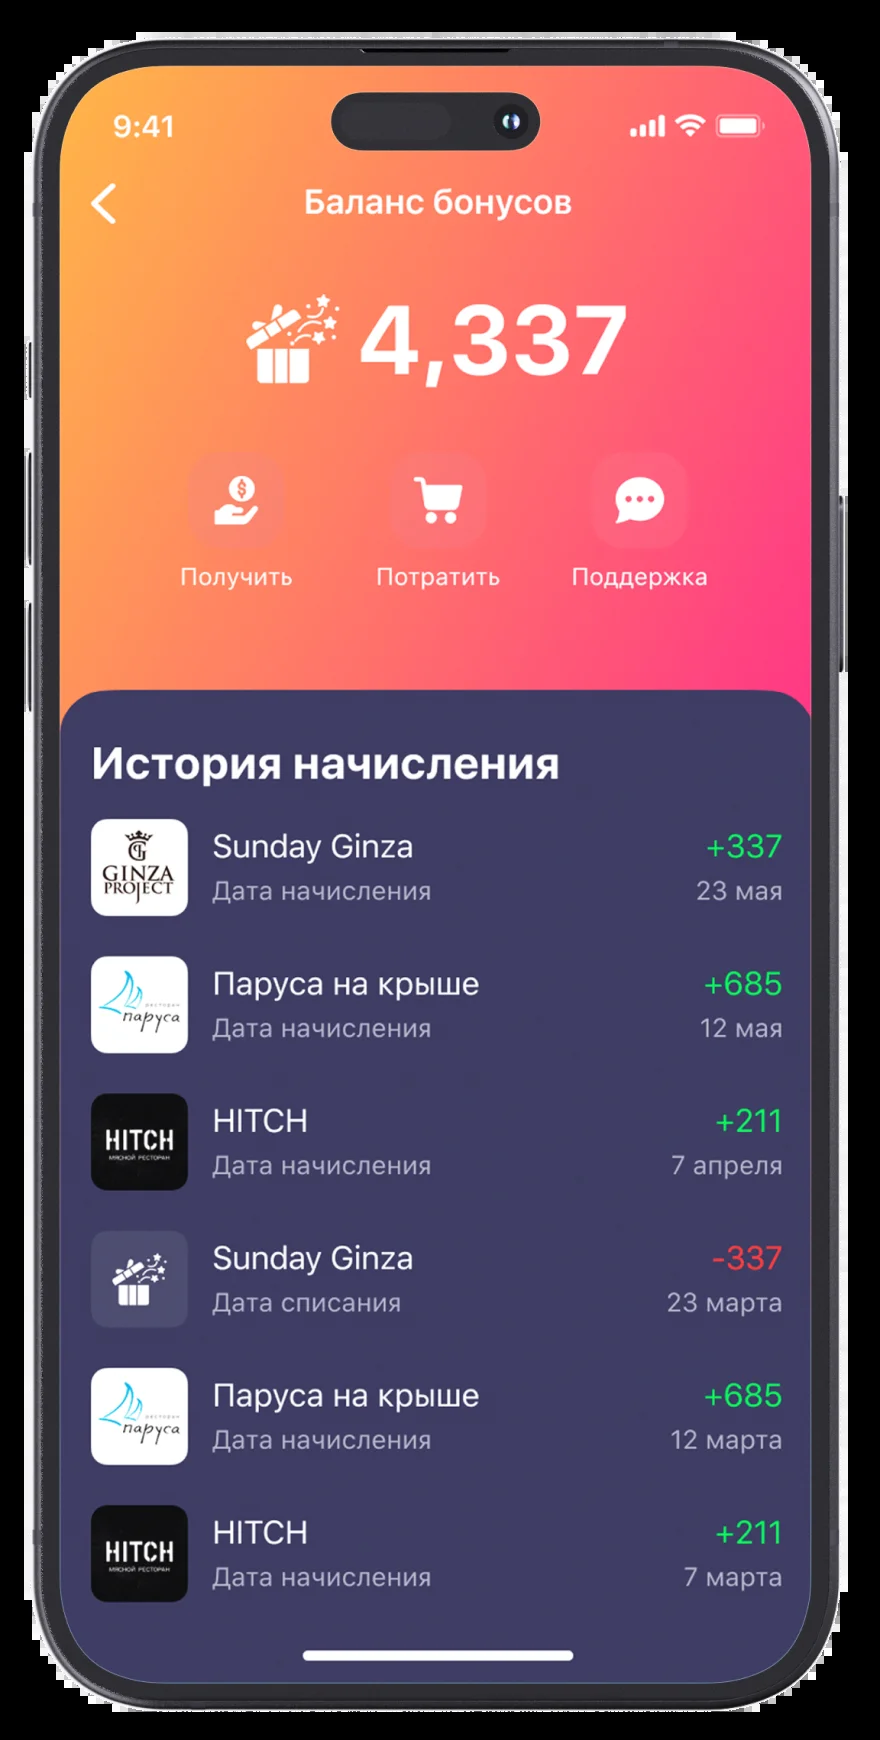 9:41
Баланс бонусов
4,337
Получить
Потратить
Поддержка
История начисления
GINZA
PROJECT
Sunday Ginza
+337
Дата начисления
23 мая
ресторан
паруса
Паруса на крыше
+685
Дата начисления
12 мая
HITCH
МЯСНОЙ РЕСТОРАН
HITCH
+211
Дата начисления
7 апреля
Sunday Ginza
-337
Дата списания
23 марта
ресторан
паруса
Паруса на крыше
+685
Дата начисления
12 марта
HITCH
МЯСНОЙ РЕСТОРАН
HITCH
+211
Дата начисления
7 марта